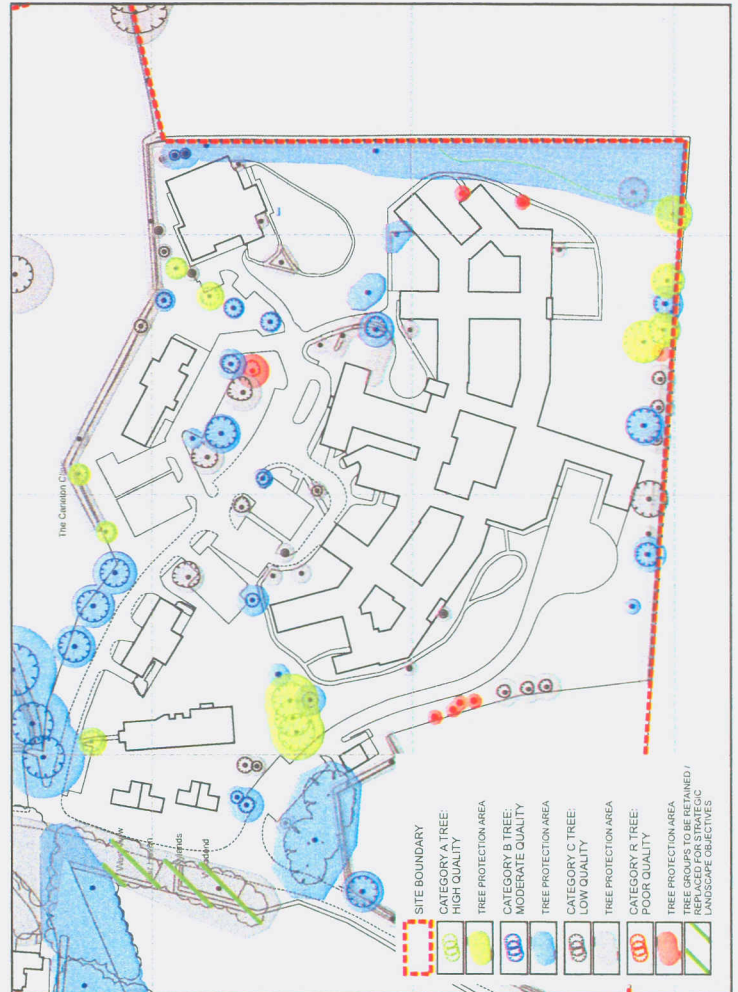 The Canelon C
SITE BOUNDARY
CATEGORY A TREE:
HIGH QUALITY
TREE PROTECTION AREA
CATEGORY B TREE:
MODERATE QUALITY
TREE PROTECTION AREA
CATEGORY C TREE:
LOW QUALITY
TREE PROTECTION AREA
CATEGORY R TREE:
POOR QUALITY
TREE PROTECTION AREA
TREE GROUPS TO BE RETAINED /
REPLACED FOR STRATEGIC
LANDSCAPE OBJECTIVES